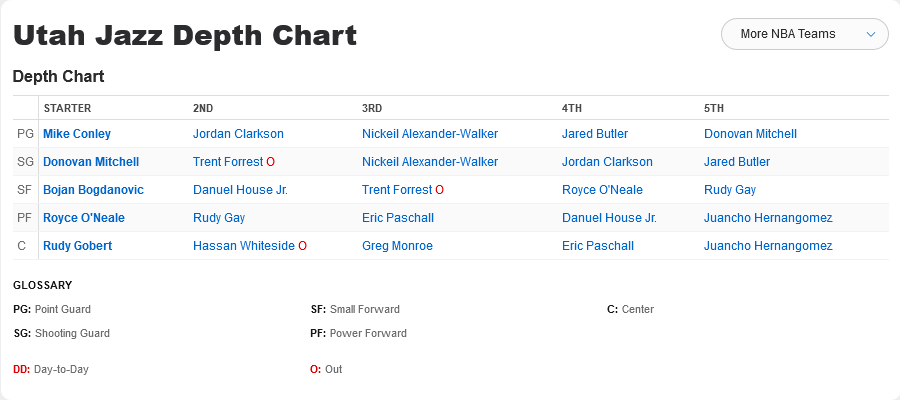 Utah Jazz Depth Chart
More NBA Teams
Depth Chart
STARTER 2ND 3RD 4TH 5TH
PG Mike Conley Jordan Clarkson Nickeil Alexander-Walker Jared Butler Donovan Mitchell
SG Donovan Mitchell Trent Forrest O Nickeil Alexander-Walker Jordan Clarkson Jared Butler
SF Bojan Bogdanovic Danuel House Jr. Trent Forrest O Royce O'Neale Rudy Gay
PF Royce O'Neale Rudy Gay Eric Paschall Danuel House Jr. Juancho Hernangomez
C Rudy Gobert Hassan Whiteside O Greg Monroe Eric Paschall Juancho Hernangomez
GLOSSARY
PG: Point Guard SF: Small Forward C: Center
SG: Shooting Guard PF: Power Forward
DD: Day-to-Day O: Out